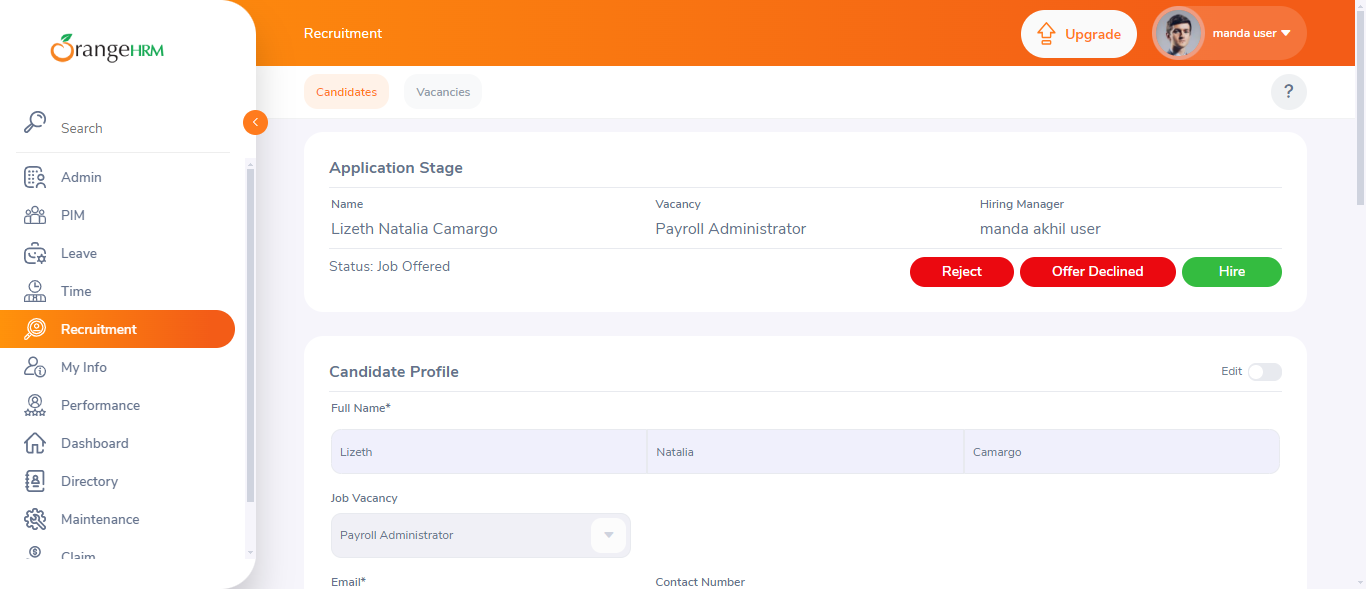 OrangeHRM
Recruitment
Upgrade
manda user
Candidates
Vacancies
?
Search
Admin
PIM
Leave
Time
Recruitment
My Info
Performance
Dashboard
Directory
Maintenance
Claim
Application Stage
Name
Vacancy
Hiring Manager
Lizeth Natalia Camargo
Payroll Administrator
manda akhil user
Status: Job Offered
Reject
Offer Declined
Hire
Candidate Profile
Edit
Full Name*
Lizeth
Natalia
Camargo
Job Vacancy
Payroll Administrator
Email*
Contact Number